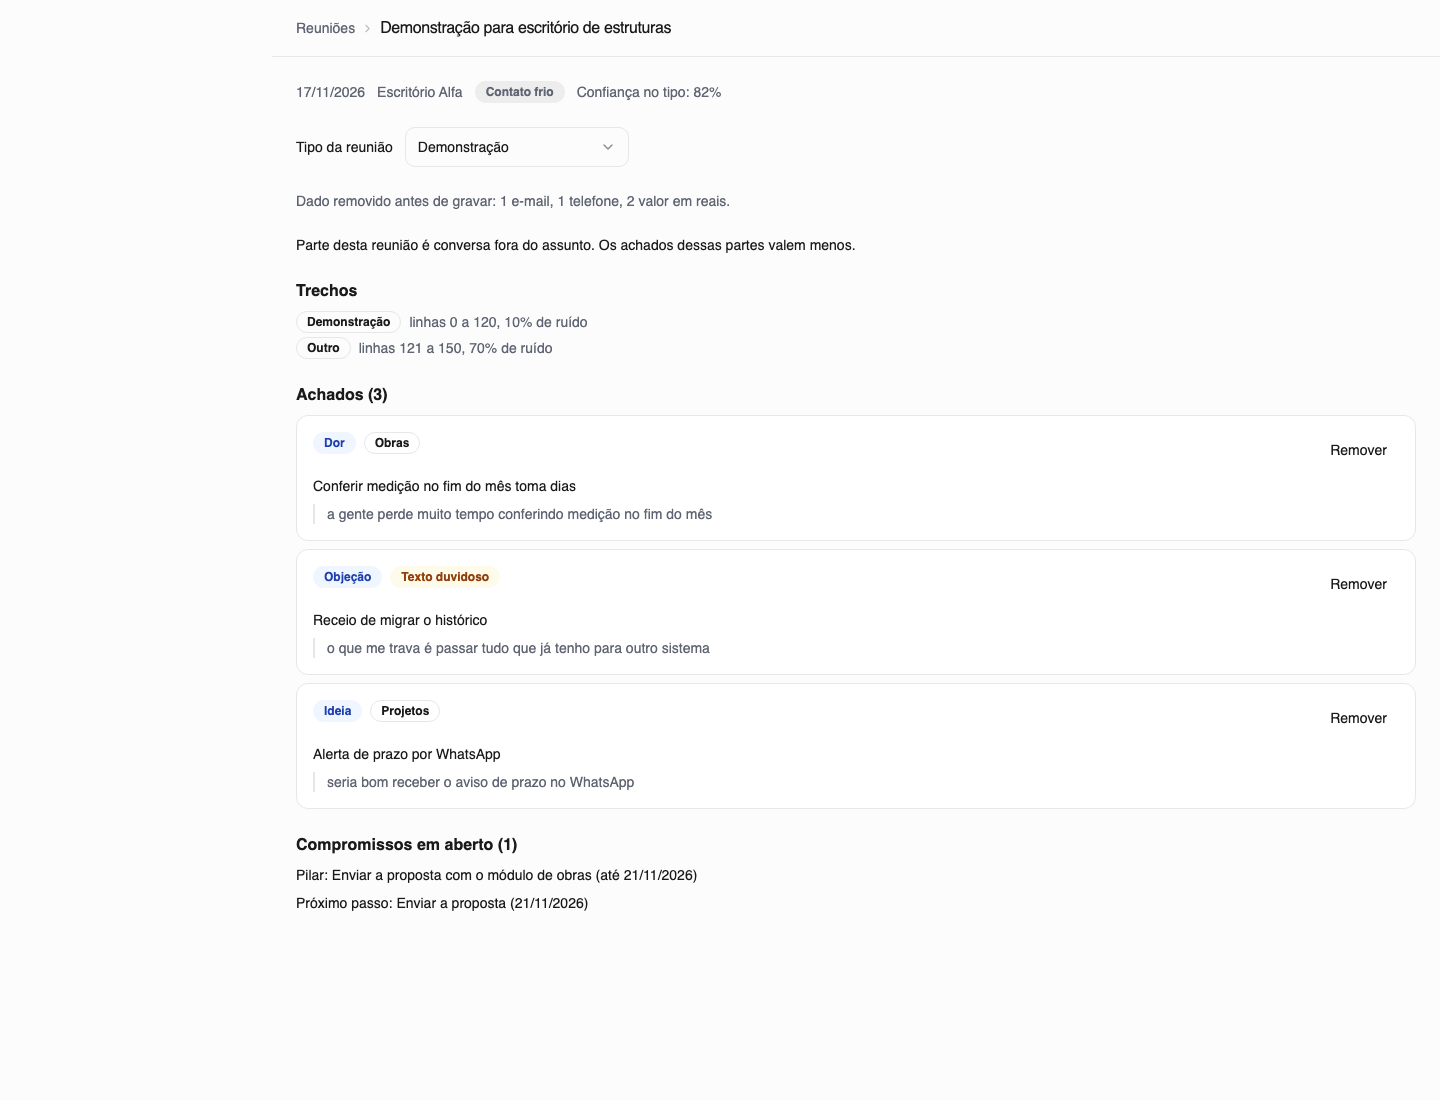 Reuniões > Demonstração para escritório de estruturas
17/11/2026 Escritório Alfa Contato frio Confiança no tipo: 82%
Tipo da reunião Demonstração
Dado removido antes de gravar: 1 e-mail, 1 telefone, 2 valor em reais.
Parte desta reunião é conversa fora do assunto. Os achados dessas partes valem menos.
Trechos
Demonstração linhas 0 a 120, 10% de ruído
Outro linhas 121 a 150, 70% de ruído
Achados (3)
Dor Obras
Remover
Conferir medição no fim do mês toma dias
a gente perde muito tempo conferindo medição no fim do mês
Objeção Texto duvidoso
Remover
Receio de migrar o histórico
o que me trava é passar tudo que já tenho para outro sistema
Ideia Projetos
Remover
Alerta de prazo por WhatsApp
seria bom receber o aviso de prazo no WhatsApp
Compromissos em aberto (1)
Pilar: Enviar a proposta com o módulo de obras (até 21/11/2026)
Próximo passo: Enviar a proposta (21/11/2026)